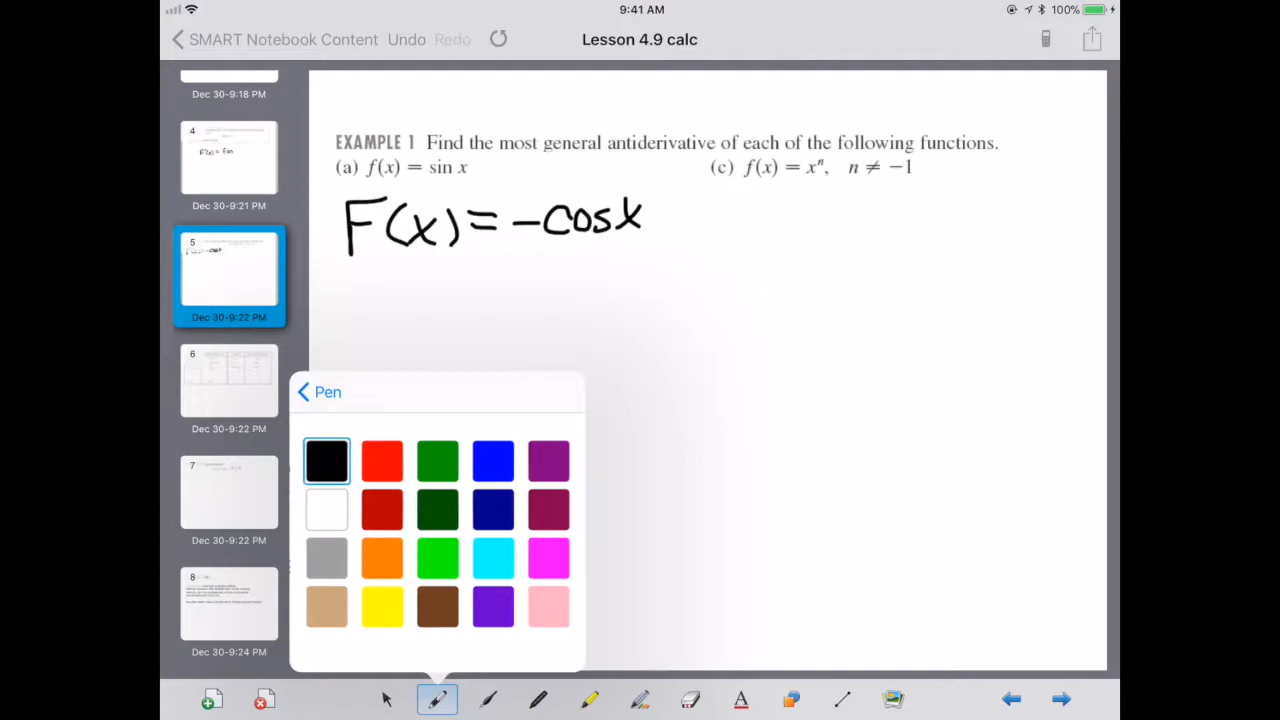 9:41 AM
100%
SMART Notebook Content Undo Redo
Lesson 4.9 calc
Dec 30-9:18 PM
4
F(x) = f(x)
Dec 30-9:21 PM
5
F(x) = -cosx
Dec 30-9:22 PM
6
Dec 30-9:22 PM
7
Dec 30-9:22 PM
8
Dec 30-9:24 PM
EXAMPLE 1 Find the most general antiderivative of each of the following functions.
(a) f(x) = sin x
(c) f(x) = xⁿ, n ≠ −1
F(x) = -cosx
Pen
A